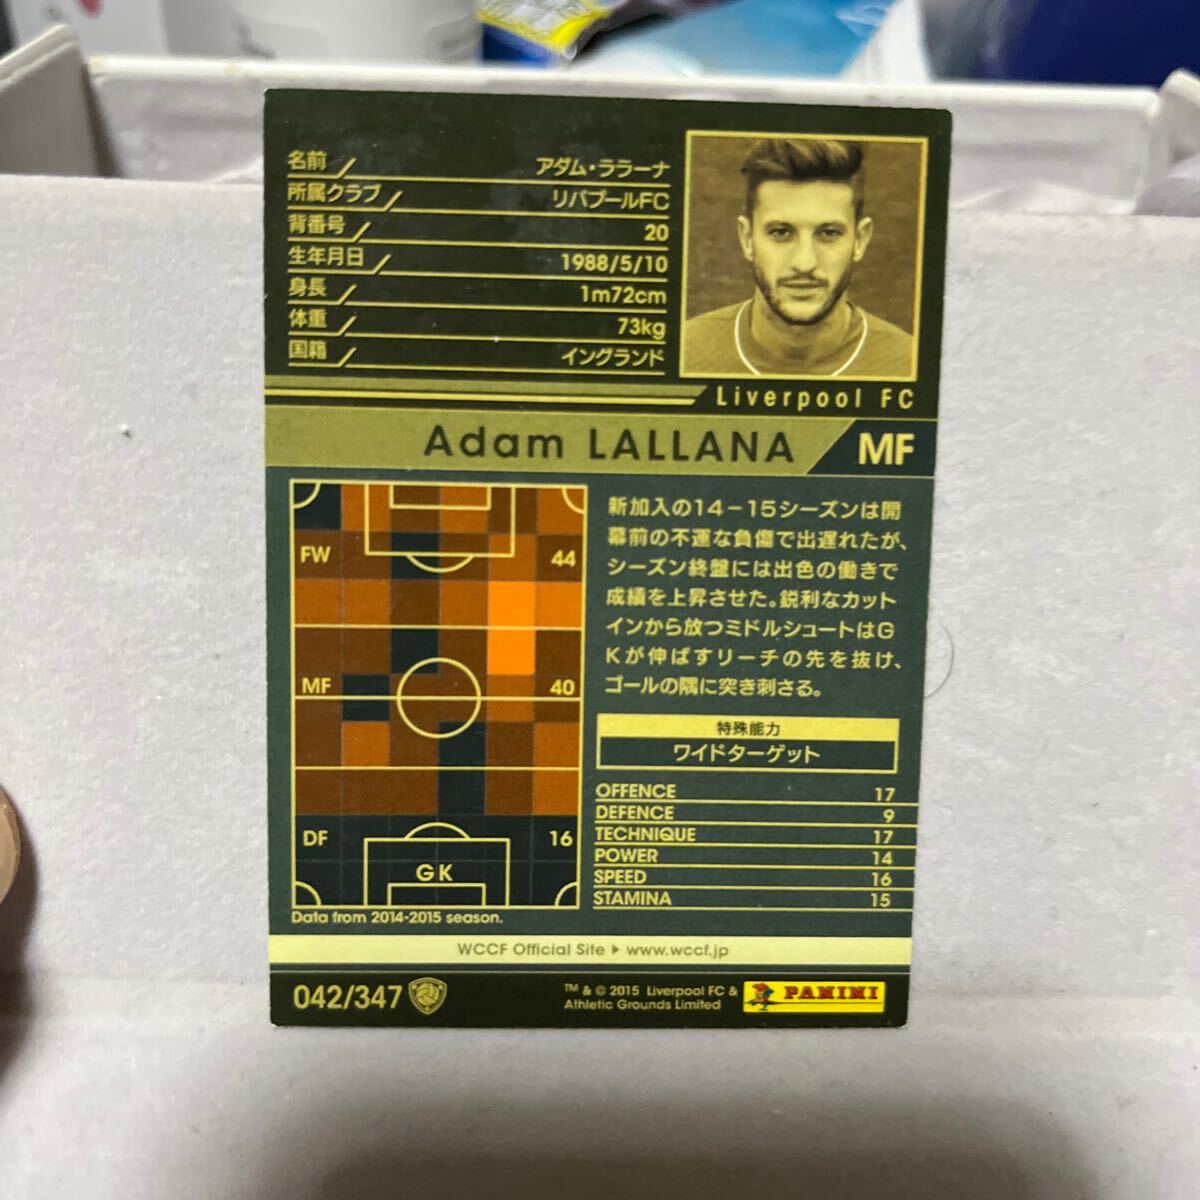 名前 アダム・ララーナ
所属クラブ リバプールFC
背番号 20
生年月日 1988/5/10
身長 1m72cm
体重 73kg
国籍 イングランド
Liverpool FC
Adam LALLANA MF
FW 44
MF 40
DF 16
GK
Data from 2014-2015 season.
新加入の14-15シーズンは開
幕前の不運な負傷で出遅れたが、
シーズン終盤には出色の働きで
成績を上昇させた。鋭利なカット
インから放つミドルシュートはG
Kが伸ばすリーチの先を抜け、
ゴールの隅に突き刺さる。
特殊能力
ワイドターゲット
OFFENCE 17
DEFENCE 9
TECHNIQUE 17
POWER 14
SPEED 16
STAMINA 15
WCCF Official Site ▶ www.wccf.jp
042/347
TM & © 2015 Liverpool FC &
Athletic Grounds Limited
PANINI